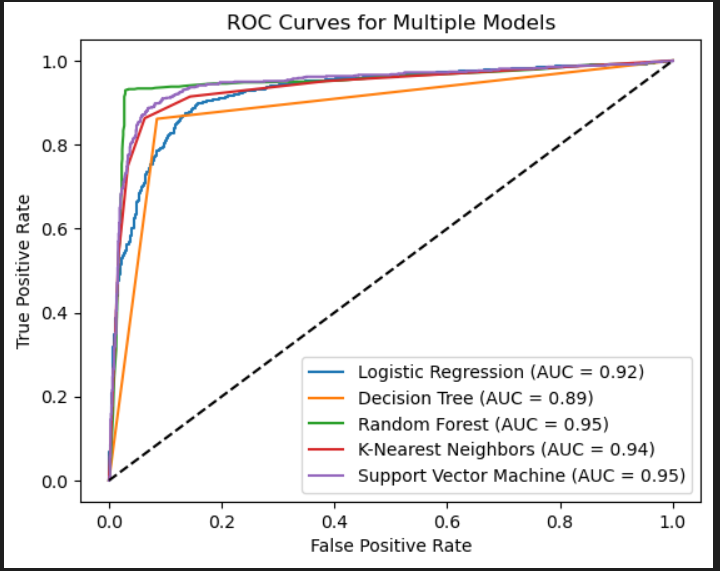 ROC Curves for Multiple Models
True Positive Rate
1.0
0.8
0.6
0.4
0.2
0.0
Logistic Regression (AUC = 0.92)
Decision Tree (AUC = 0.89)
Random Forest (AUC = 0.95)
K-Nearest Neighbors (AUC = 0.94)
Support Vector Machine (AUC = 0.95)
0.0 0.2 0.4 0.6 0.8 1.0
False Positive Rate